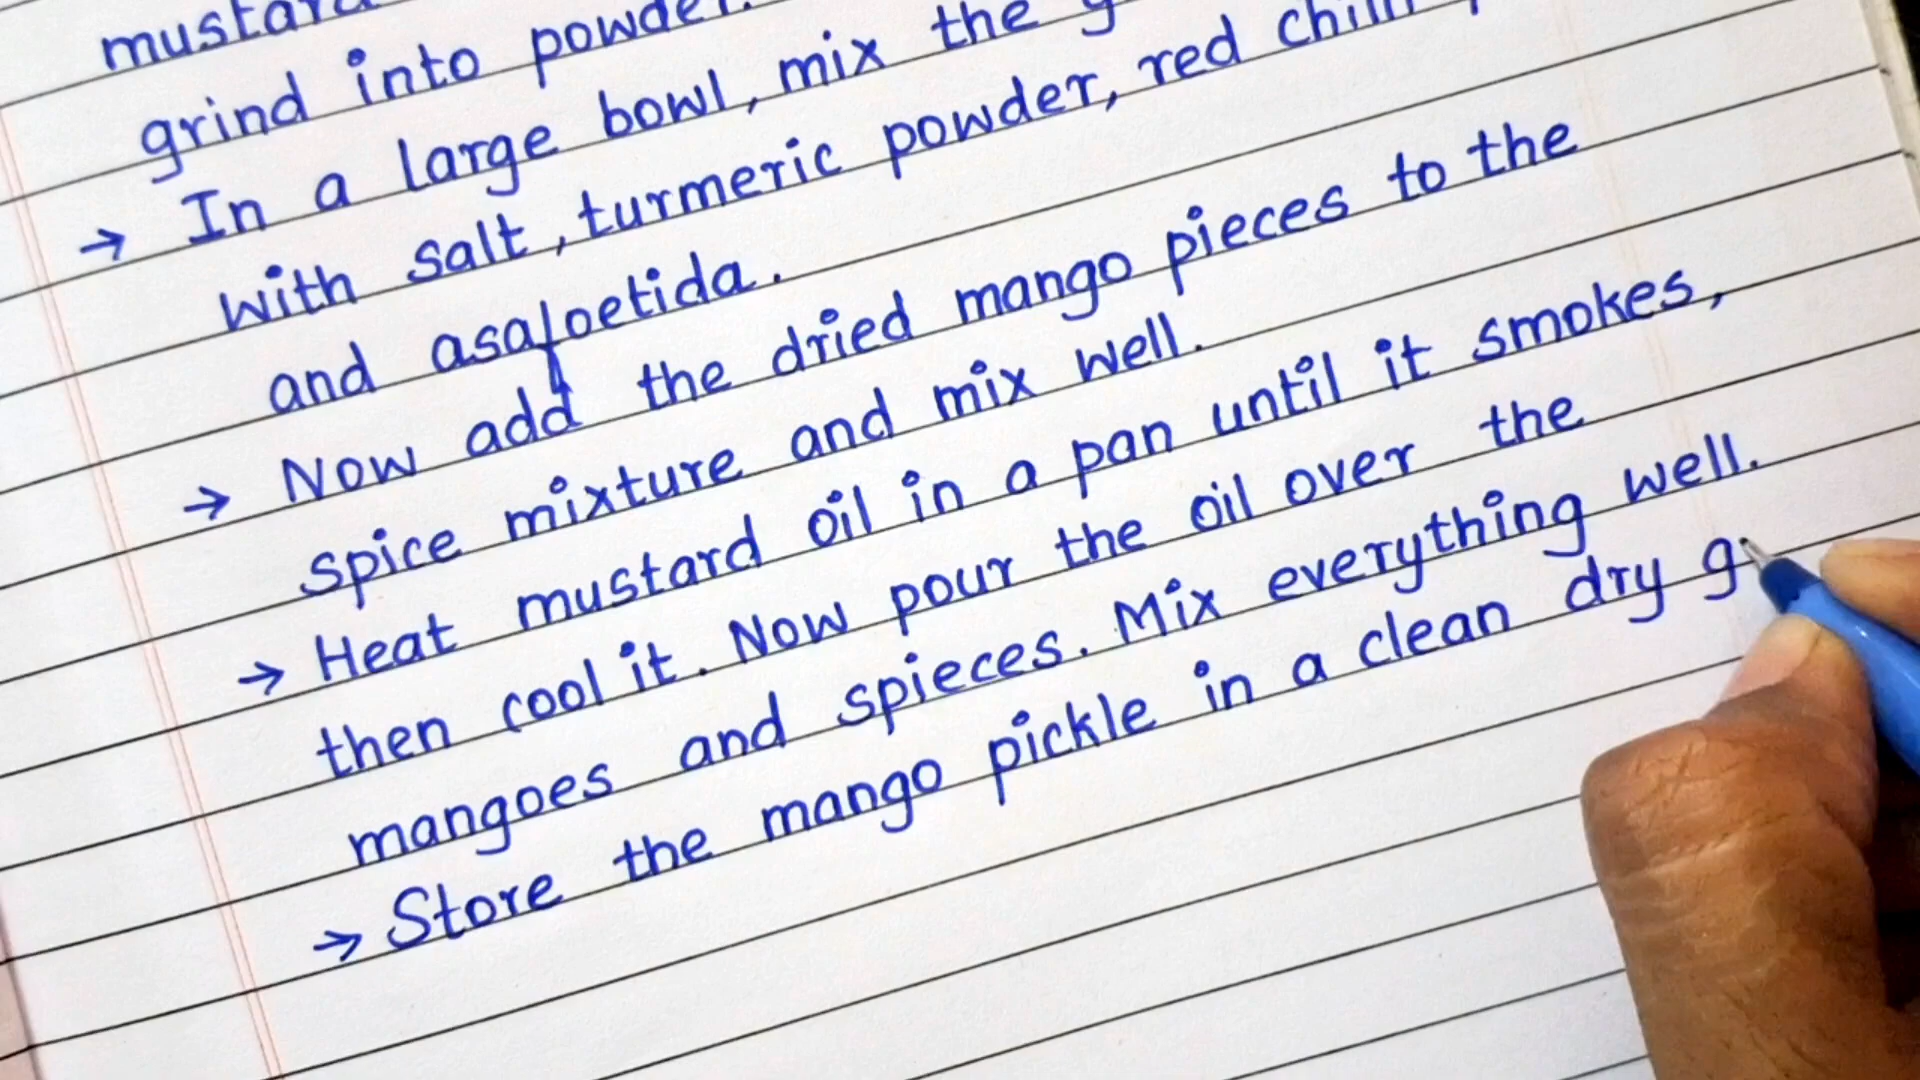 mustard
grind into powder.
→ In a large bowl, mix the
with salt, turmeric powder, red chilli
and asafoetida.
→ Now add the dried mango pieces to the
spice mixture and mix well.
→ Heat mustard oil in a pan until it smokes,
then cool it. Now pour the oil over the
mangoes and spieces. Mix everything well.
→ Store the mango pickle in a clean dry g